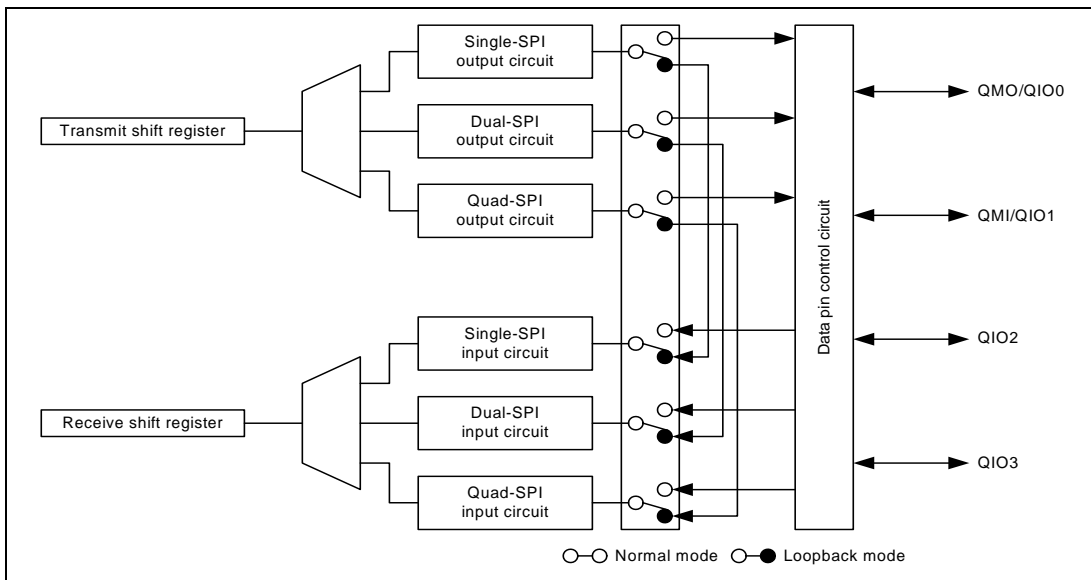 Single-SPI
output circuit
QMO/QIO0
Transmit shift register
Dual-SPI
output circuit
Quad-SPI
output circuit
QMI/QIO1
Data pin control circuit
Single-SPI
input circuit
QIO2
Receive shift register
Dual-SPI
input circuit
QIO3
Quad-SPI
input circuit
Normal mode
Loopback mode